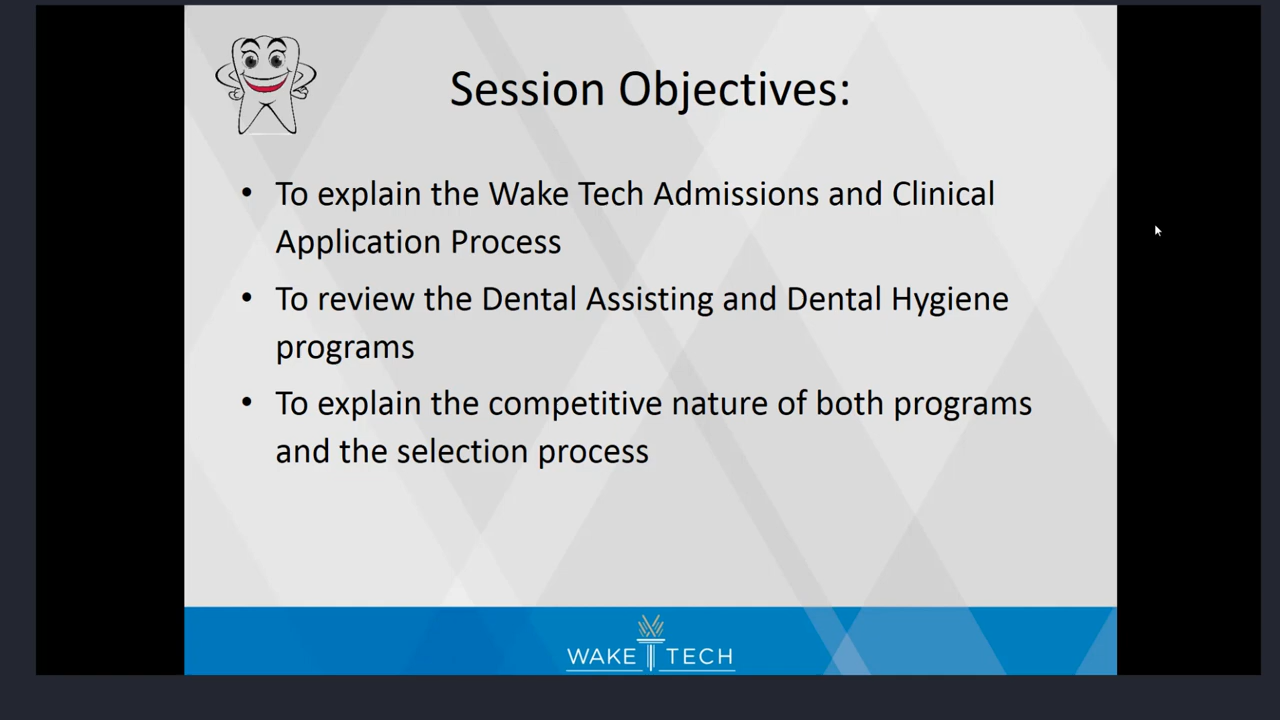 Session Objectives:
• To explain the Wake Tech Admissions and Clinical
Application Process
• To review the Dental Assisting and Dental Hygiene
programs
• To explain the competitive nature of both programs
and the selection process
WAKE TECH